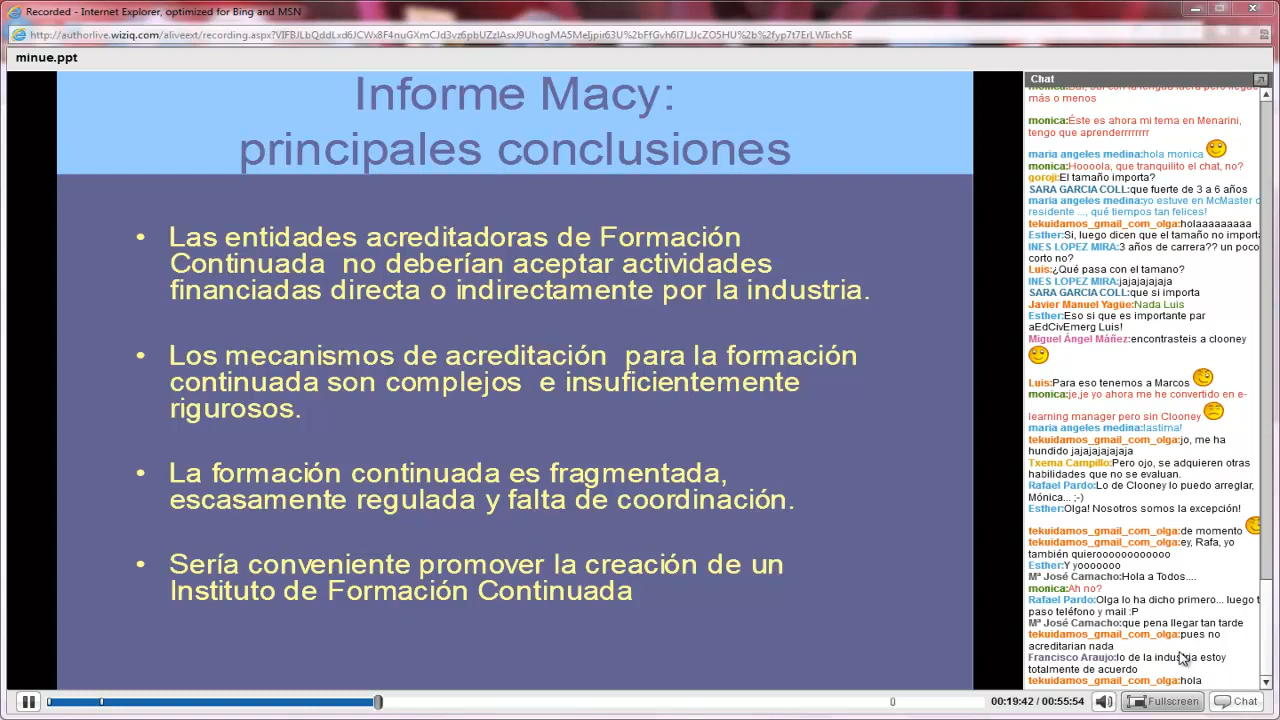 Recorded - Internet Explorer, optimized for Bing and MSN
minue.ppt
Informe Macy:
principales conclusiones
• Las entidades acreditadoras de Formación
Continuada no deberían aceptar actividades
financiadas directa o indirectamente por la industria.
• Los mecanismos de acreditación para la formación
continuada son complejos e insuficientemente
rigurosos.
• La formación continuada es fragmentada,
escasamente regulada y falta de coordinación.
• Sería conveniente promover la creación de un
Instituto de Formación Continuada
Chat
más o menos
monica:Éste es ahora mi tema en Menarini,
tengo que aprenderrrrrrr
maria angeles medina:hola monica
monica:Hoooola, que tranquilito el chat, no?
goroji:El tamaño importa?
SARA GARCIA COLL:que fuerte de 3 a 6 años
maria angeles medina:yo estuve en McMaster d
residente ..., qué tiempos tan felices!
tekuidamos_gmail_com_olga:holaaaaaaaaa
Esther:Si, luego dicen que el tamaño no importa
INES LOPEZ MIRA:3 años de carrera?? un poco
corto no?
Luis:¿Qué pasa con el tamano?
INES LOPEZ MIRA:jajajajajaja
SARA GARCIA COLL:que si importa
Javier Manuel Yagüe:Nada Luis
Esther:Eso si que es importante par
aEdCivEmerg Luis!
Miguel Ángel Máñez:encontrasteis a clooney
Luis:Para eso tenemos a Marcos
monica:je,je yo ahora me he convertido en e-
learning manager pero sin Clooney
maria angeles medina:lastima!
tekuidamos_gmail_com_olga:jo, me ha
hundido jajajajajajaja
Txema Campillo:Pero ojo, se adquieren otras
habilidades que no se evaluan.
Rafael Pardo:Lo de Clooney lo puedo arreglar,
Mónica... ;-)
Esther:Olga! Nosotros somos la excepción!
tekuidamos_gmail_com_olga:de momento
tekuidamos_gmail_com_olga:ey, Rafa, yo
también quierooooooooooo
Esther:Y yooooooo
Mª José Camacho:Hola a Todos....
monica:Ah no?
Rafael Pardo:Olga lo ha dicho primero... luego t
paso teléfono y mail :P
Mª José Camacho:que pena llegar tan tarde
tekuidamos_gmail_com_olga:pues no
acreditarian nada
Francisco Araujo:lo de la industria estoy
totalmente de acuerdo
tekuidamos_gmail_com_olga:hola
0
00:19:42 / 00:55:54
Fullscreen
Chat